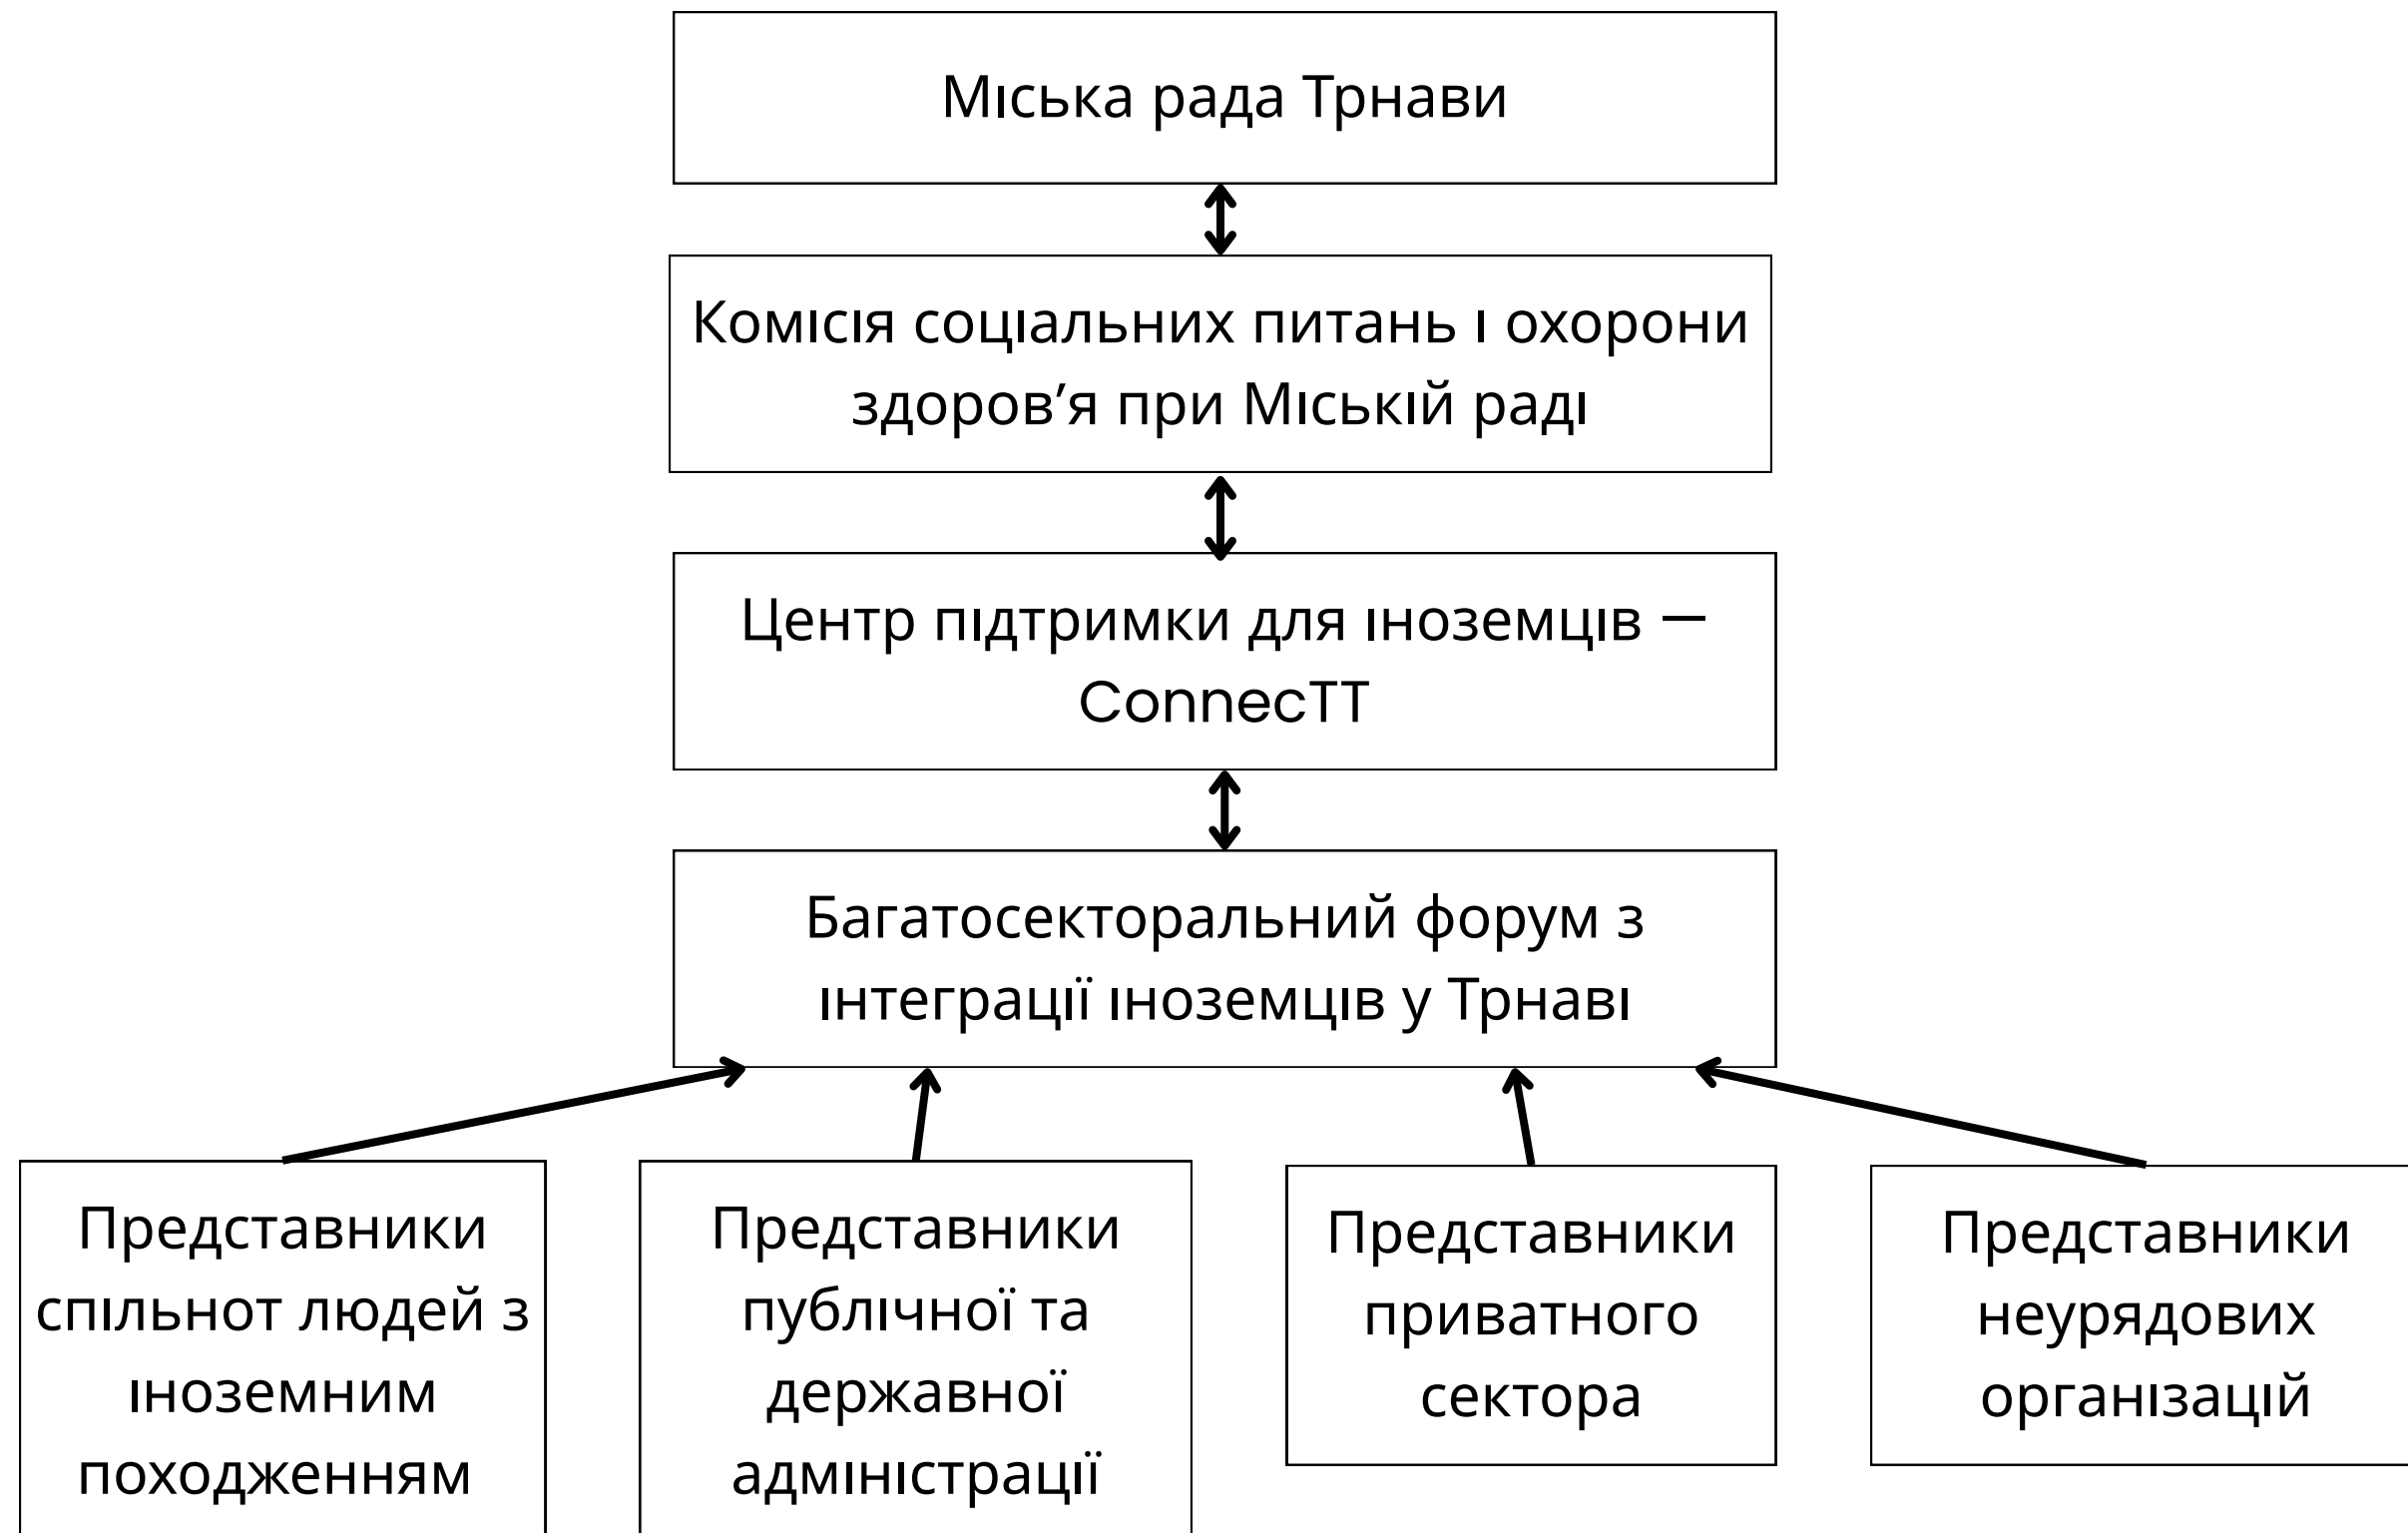 Міська рада Трнави
Комісія соціальних питань і охорони
здоров’я при Міській раді
Центр підтримки для іноземців —
ConnecTT
Багатосекторальний форум з
інтеграції іноземців у Трнаві
Представники
спільнот людей з
іноземним
походженням
Представники
публічної та
державної
адміністрації
Представники
приватного
сектора
Представники
неурядових
організацій